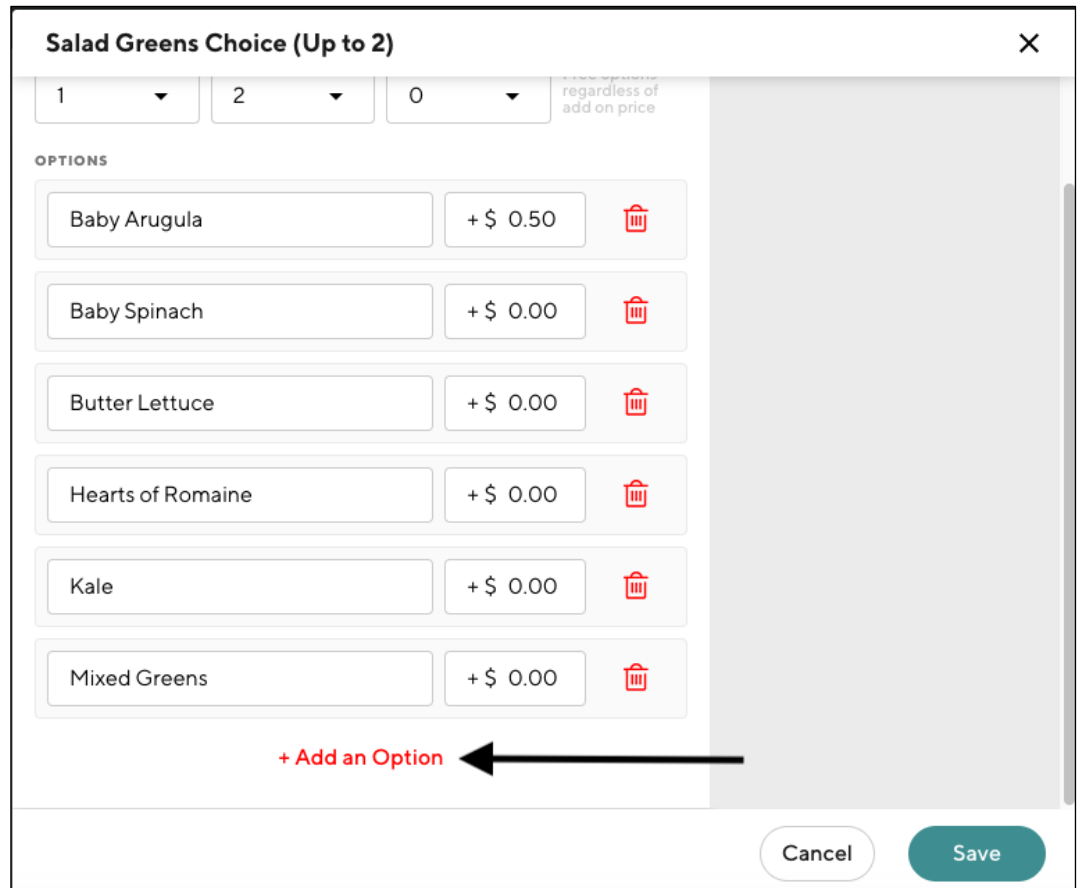 Salad Greens Choice (Up to 2)
1 2 0
Free options
regardless of
add on price
OPTIONS
Baby Arugula + $ 0.50
Baby Spinach + $ 0.00
Butter Lettuce + $ 0.00
Hearts of Romaine + $ 0.00
Kale + $ 0.00
Mixed Greens + $ 0.00
+ Add an Option
Cancel Save